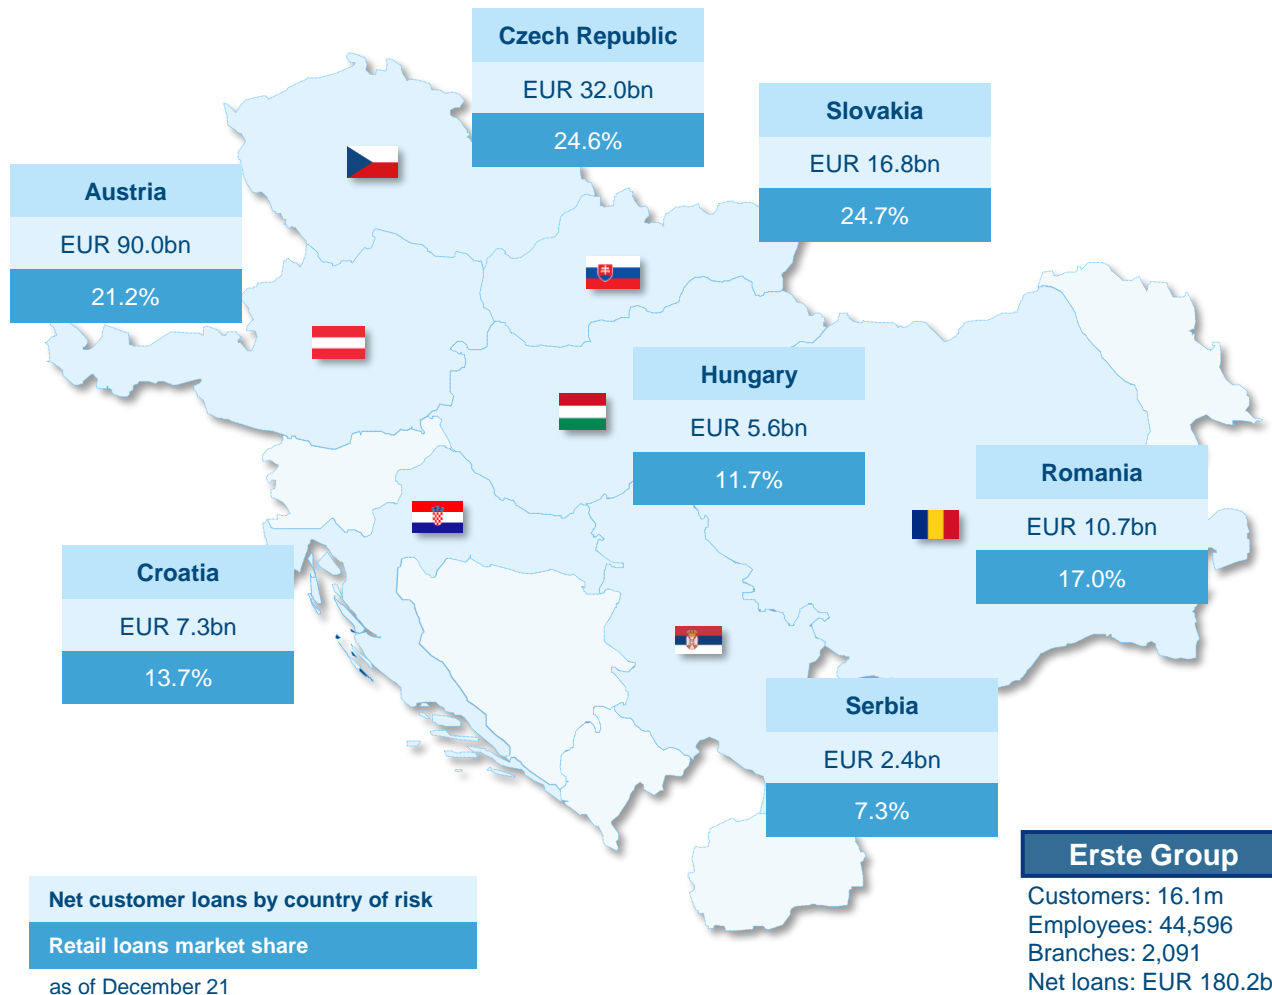 Czech Republic
EUR 32.0bn
24.6%
Slovakia
EUR 16.8bn
24.7%
Austria
EUR 90.0bn
21.2%
Hungary
EUR 5.6bn
11.7%
Romania
EUR 10.7bn
17.0%
Croatia
EUR 7.3bn
13.7%
Serbia
EUR 2.4bn
7.3%
Erste Group
Customers: 16.1m
Employees: 44,596
Branches: 2,091
Net loans: EUR 180.2b
Net customer loans by country of risk
Retail loans market share
as of December 21